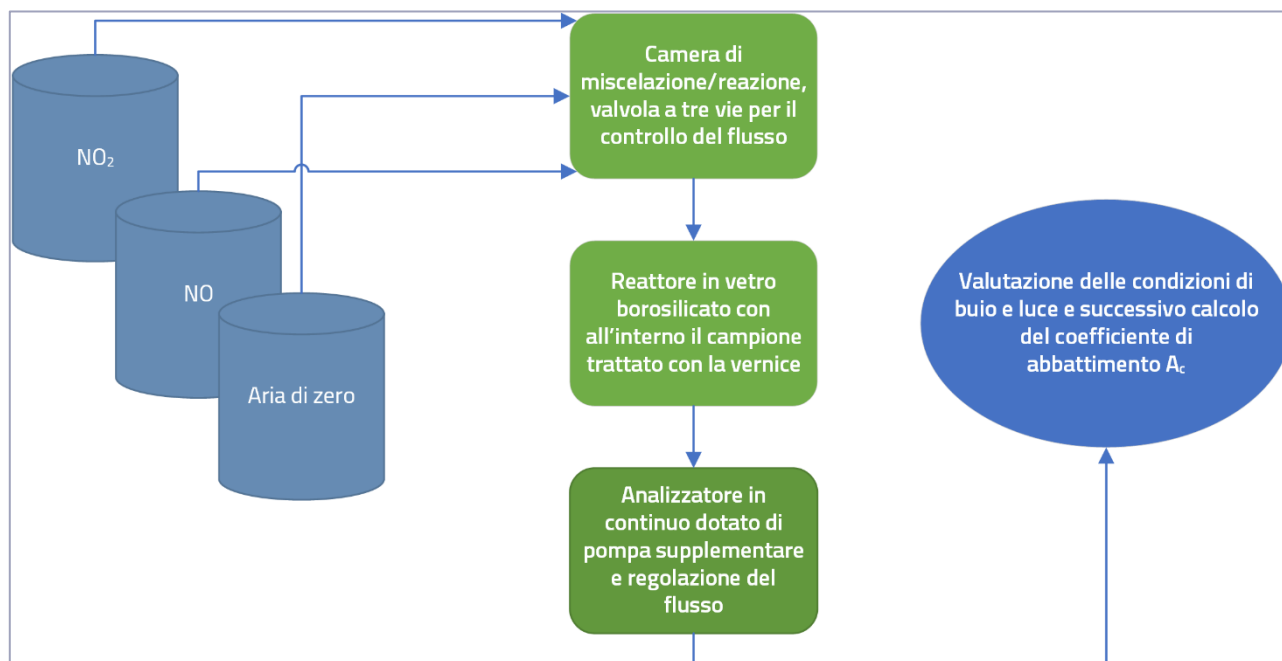 NO₂
NO
Aria di zero
Camera di
miscelazione/reazione,
valvola a tre vie per il
controllo del flusso
Reattore in vetro
borosilicato con
all’interno il campione
trattato con la vernice
Analizzatore in
continuo dotato di
pompa supplementare
e regolazione del
flusso
Valutazione delle condizioni di
buio e luce e successivo calcolo
del coefficiente di
abbattimento Ac